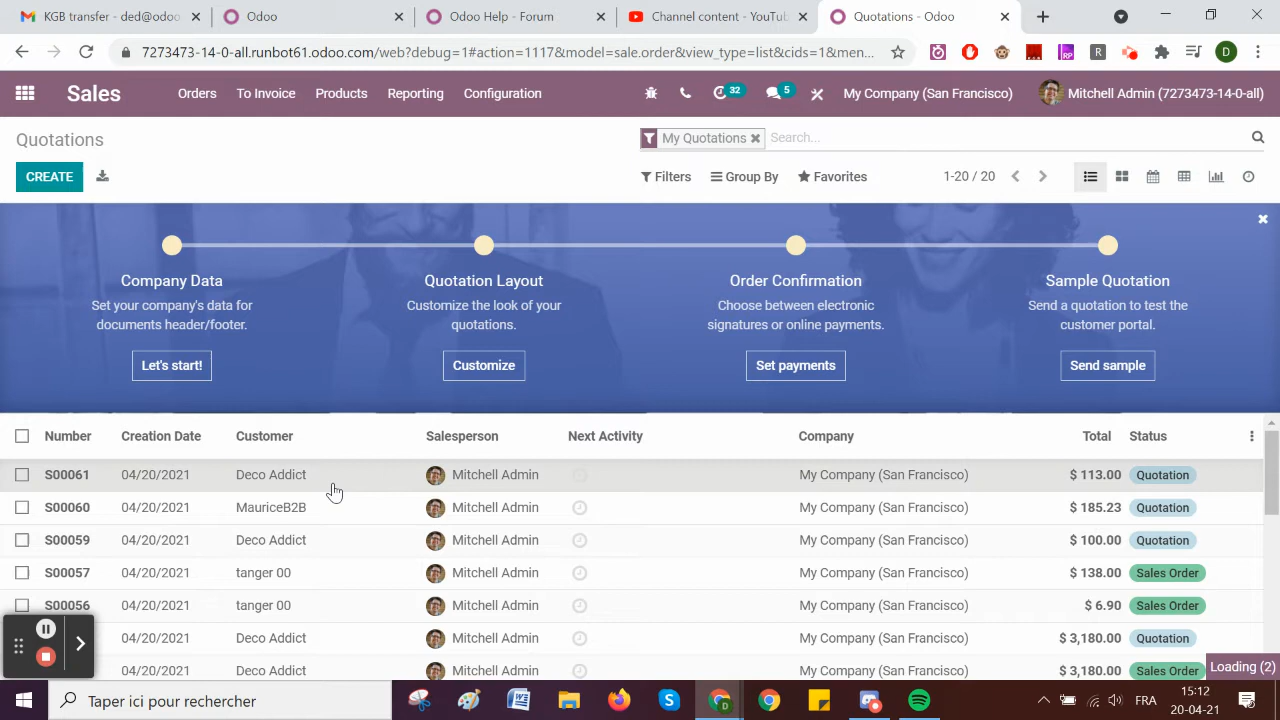 KGB transfer - ded@odoo
Odoo
Odoo Help - Forum
Channel content - YouTub
Quotations - Odoo
7273473-14-0-all.runbot61.odoo.com/web?debug=1#action=1117&model=sale.order&view_type=list&cids=1&men...
D
Sales
Orders
To Invoice
Products
Reporting
Configuration
32
5
My Company (San Francisco)
Mitchell Admin (7273473-14-0-all)
Quotations
My Quotations
Search...
CREATE
Filters
Group By
Favorites
1-20 / 20
Company Data
Quotation Layout
Order Confirmation
Sample Quotation
Set your company's data for
documents header/footer.
Customize the look of your
quotations.
Choose between electronic
signatures or online payments.
Send a quotation to test the
customer portal.
Let's start!
Customize
Set payments
Send sample
Number Creation Date Customer Salesperson Next Activity Company Total Status
S00061 04/20/2021 Deco Addict Mitchell Admin My Company (San Francisco) $ 113.00 Quotation
S00060 04/20/2021 MauriceB2B Mitchell Admin My Company (San Francisco) $ 185.23 Quotation
S00059 04/20/2021 Deco Addict Mitchell Admin My Company (San Francisco) $ 100.00 Quotation
S00057 04/20/2021 tanger 00 Mitchell Admin My Company (San Francisco) $ 138.00 Sales Order
S00056 04/20/2021 tanger 00 Mitchell Admin My Company (San Francisco) $ 6.90 Sales Order
04/20/2021 Deco Addict Mitchell Admin My Company (San Francisco) $ 3,180.00 Quotation
04/20/2021 Deco Addict Mitchell Admin My Company (San Francisco) $ 3,180.00 Sales Order
Loading (2)
Taper ici pour rechercher
FRA
15:12
20-04-21